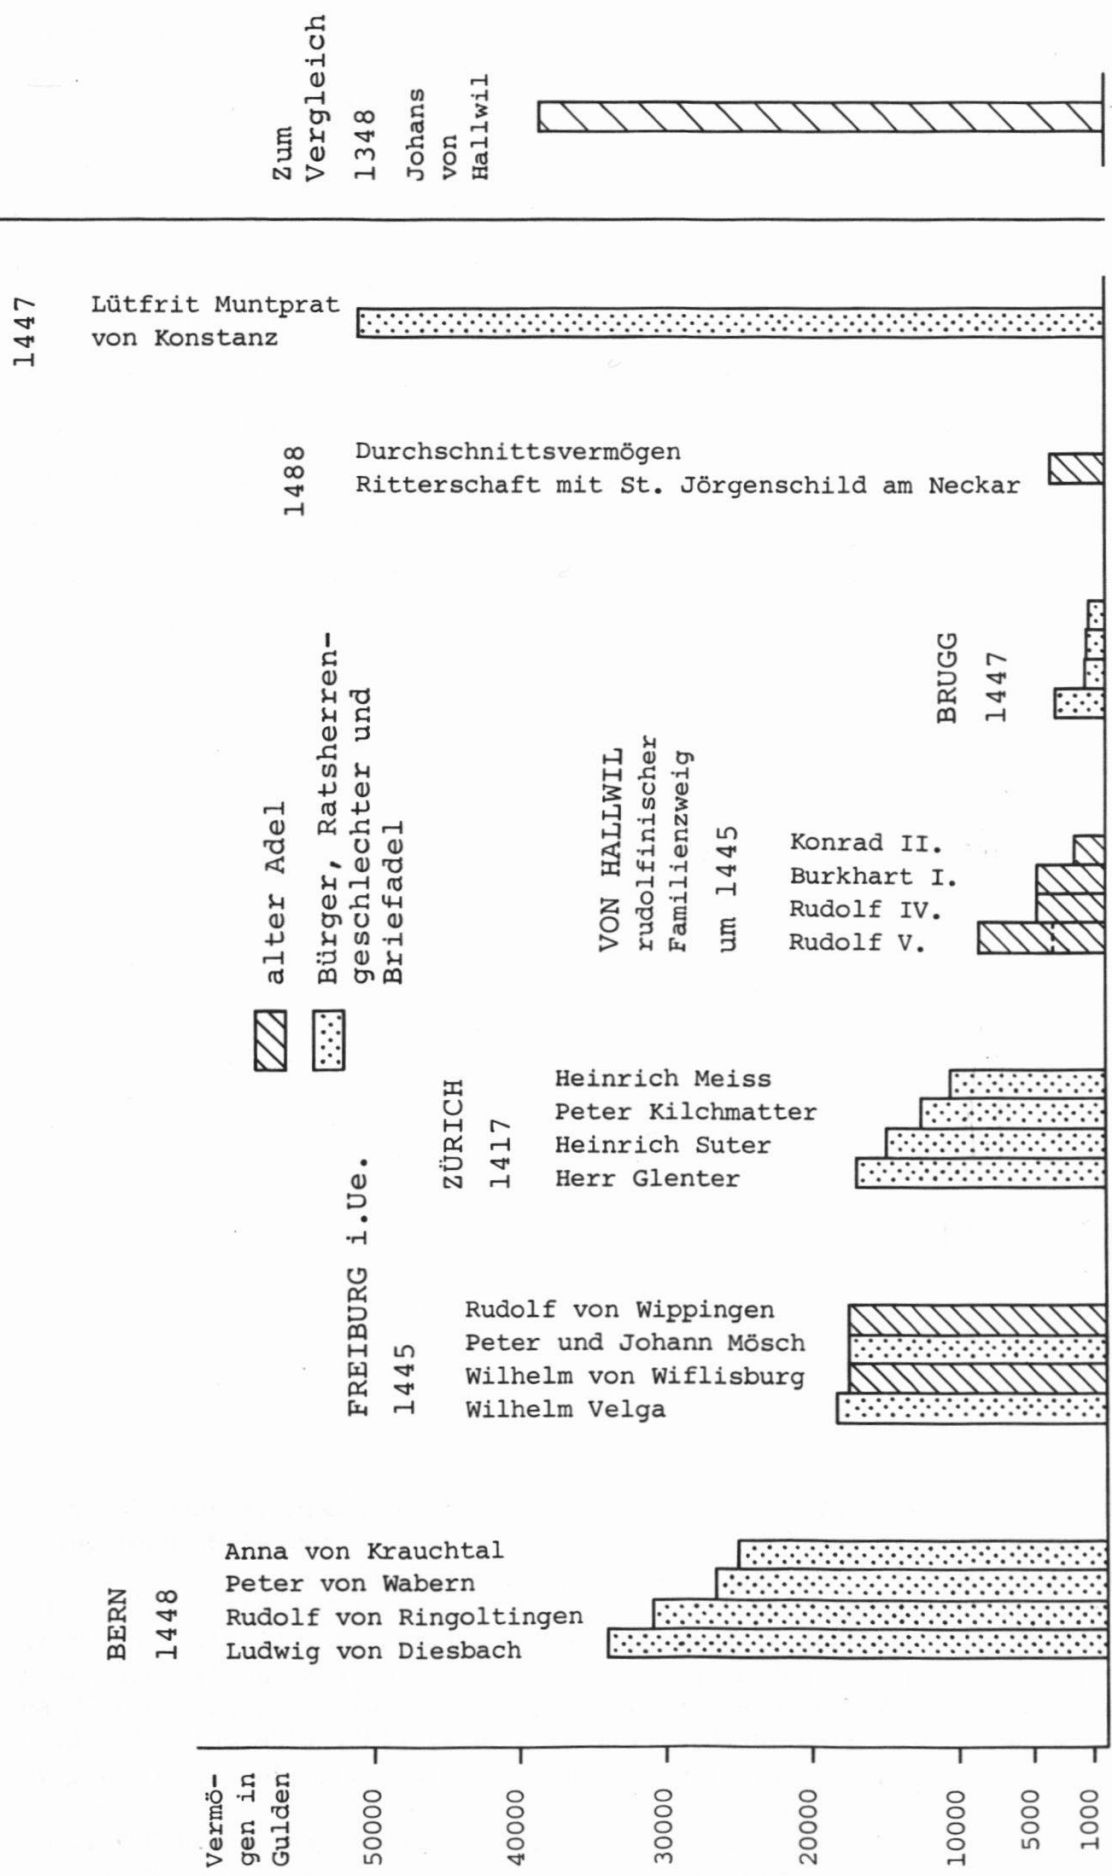 Vermö-
gen in
Gulden
50000
40000
30000
20000
10000
5000
1000
BERN
1448
Anna von Krauchtal
Peter von Wabern
Rudolf von Ringoltingen
Ludwig von Diesbach
FREIBURG i.Ue.
1445
Rudolf von Wippingen
Peter und Johann Mösch
Wilhelm von Wiflisburg
Wilhelm Velga
ZÜRICH
1417
Heinrich Meiss
Peter Kilchmatter
Heinrich Suter
Herr Glenter
alter Adel
Bürger, Ratsherren-
geschlechter und
Briefadel
VON HALLWIL
rudolfinischer
Familienzweig
um 1445
Konrad II.
Burkhart I.
Rudolf IV.
Rudolf V.
BRUGG
1447
1488
Durchschnittsvermögen
Ritterschaft mit St. Jörgenschild am Neckar
1447
Lütfrit Muntprat
von Konstanz
Zum
Vergleich
1348
Johans
von
Hallwil